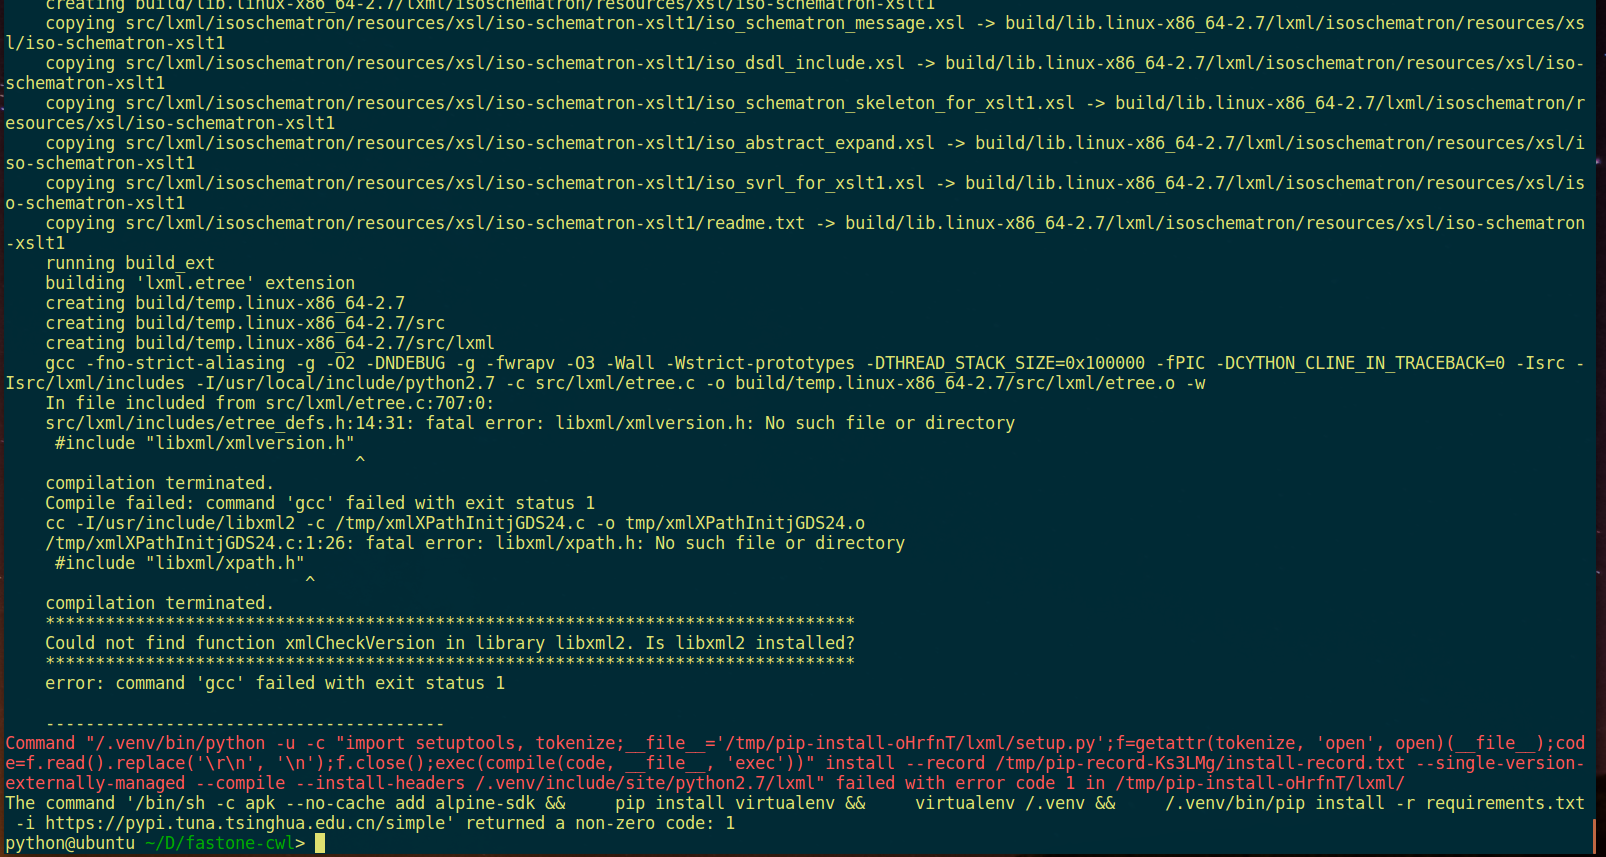 creating build/lib.linux-x86_64-2.7/lxml/isoschematron/resources/xsl/iso-schematron-xslt1
copying src/lxml/isoschematron/resources/xsl/iso-schematron-xslt1/iso_schematron_message.xsl -> build/lib.linux-x86_64-2.7/lxml/isoschematron/resources/xs
l/iso-schematron-xslt1
copying src/lxml/isoschematron/resources/xsl/iso-schematron-xslt1/iso_dsdl_include.xsl -> build/lib.linux-x86_64-2.7/lxml/isoschematron/resources/xsl/iso-
schematron-xslt1
copying src/lxml/isoschematron/resources/xsl/iso-schematron-xslt1/iso_schematron_skeleton_for_xslt1.xsl -> build/lib.linux-x86_64-2.7/lxml/isoschematron/r
esources/xsl/iso-schematron-xslt1
copying src/lxml/isoschematron/resources/xsl/iso-schematron-xslt1/iso_abstract_expand.xsl -> build/lib.linux-x86_64-2.7/lxml/isoschematron/resources/xsl/i
so-schematron-xslt1
copying src/lxml/isoschematron/resources/xsl/iso-schematron-xslt1/iso_svrl_for_xslt1.xsl -> build/lib.linux-x86_64-2.7/lxml/isoschematron/resources/xsl/is
o-schematron-xslt1
copying src/lxml/isoschematron/resources/xsl/iso-schematron-xslt1/readme.txt -> build/lib.linux-x86_64-2.7/lxml/isoschematron/resources/xsl/iso-schematron
-xslt1
running build_ext
building 'lxml.etree' extension
creating build/temp.linux-x86_64-2.7
creating build/temp.linux-x86_64-2.7/src
creating build/temp.linux-x86_64-2.7/src/lxml
gcc -fno-strict-aliasing -g -O2 -DNDEBUG -g -fwrapv -O3 -Wall -Wstrict-prototypes -DTHREAD_STACK_SIZE=0x100000 -fPIC -DCYTHON_CLINE_IN_TRACEBACK=0 -Isrc -
Isrc/lxml/includes -I/usr/local/include/python2.7 -c src/lxml/etree.c -o build/temp.linux-x86_64-2.7/src/lxml/etree.o -w
In file included from src/lxml/etree.c:707:0:
src/lxml/includes/etree_defs.h:14:31: fatal error: libxml/xmlversion.h: No such file or directory
#include "libxml/xmlversion.h"
^
compilation terminated.
Compile failed: command 'gcc' failed with exit status 1
cc -I/usr/include/libxml2 -c /tmp/xmlXPathInitjGDS24.c -o tmp/xmlXPathInitjGDS24.o
/tmp/xmlXPathInitjGDS24.c:1:26: fatal error: libxml/xpath.h: No such file or directory
#include "libxml/xpath.h"
^
compilation terminated.
*********************************************************************************
Could not find function xmlCheckVersion in library libxml2. Is libxml2 installed?
*********************************************************************************
error: command 'gcc' failed with exit status 1
----------------------------------------
Command "/.venv/bin/python -u -c "import setuptools, tokenize;__file__='/tmp/pip-install-oHrfnT/lxml/setup.py';f=getattr(tokenize, 'open', open)(__file__);cod
e=f.read().replace('\r\n', '\n');f.close();exec(compile(code, __file__, 'exec'))" install --record /tmp/pip-record-Ks3LMg/install-record.txt --single-version-
externally-managed --compile --install-headers /.venv/include/site/python2.7/lxml" failed with error code 1 in /tmp/pip-install-oHrfnT/lxml/
The command '/bin/sh -c apk --no-cache add alpine-sdk &&     pip install virtualenv &&     virtualenv /.venv &&     /.venv/bin/pip install -r requirements.txt
-i https://pypi.tuna.tsinghua.edu.cn/simple' returned a non-zero code: 1
python@ubuntu ~/D/fastone-cwl>